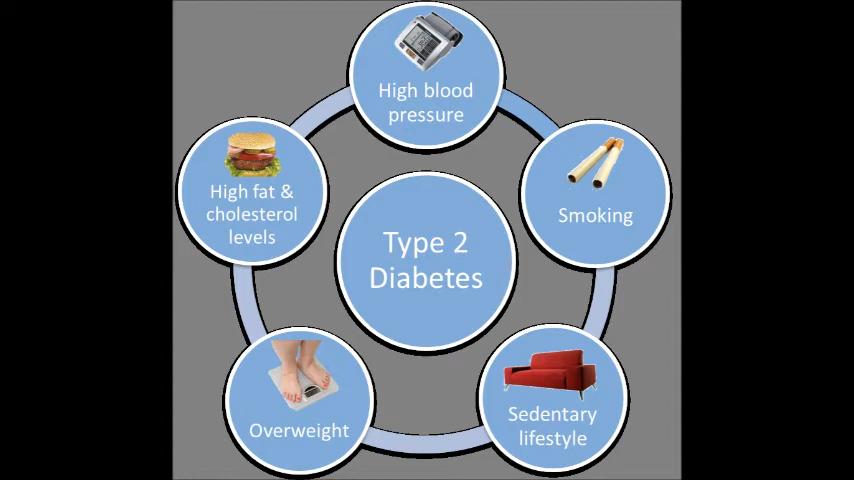 High blood
pressure
Smoking
Sedentary
lifestyle
Overweight
High fat &
cholesterol
levels
Type 2
Diabetes